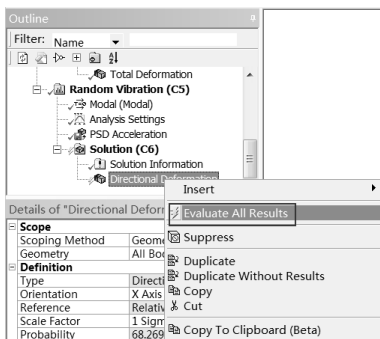 Outline
Filter: Name
Total Deformation
Random Vibration (C5)
Modal (Modal)
Analysis Settings
PSD Acceleration
Solution (C6)
Solution Information
Directional Deformation
Insert
Evaluate All Results
Suppress
Duplicate
Duplicate Without Results
Copy
Cut
Copy To Clipboard (Beta)
Details of "Directional Deforr
Scope
Scoping Method Geome
Geometry All Bod
Definition
Type Directi
Orientation X Axis
Reference Relativ
Scale Factor 1 Sigm
Probability 68.269